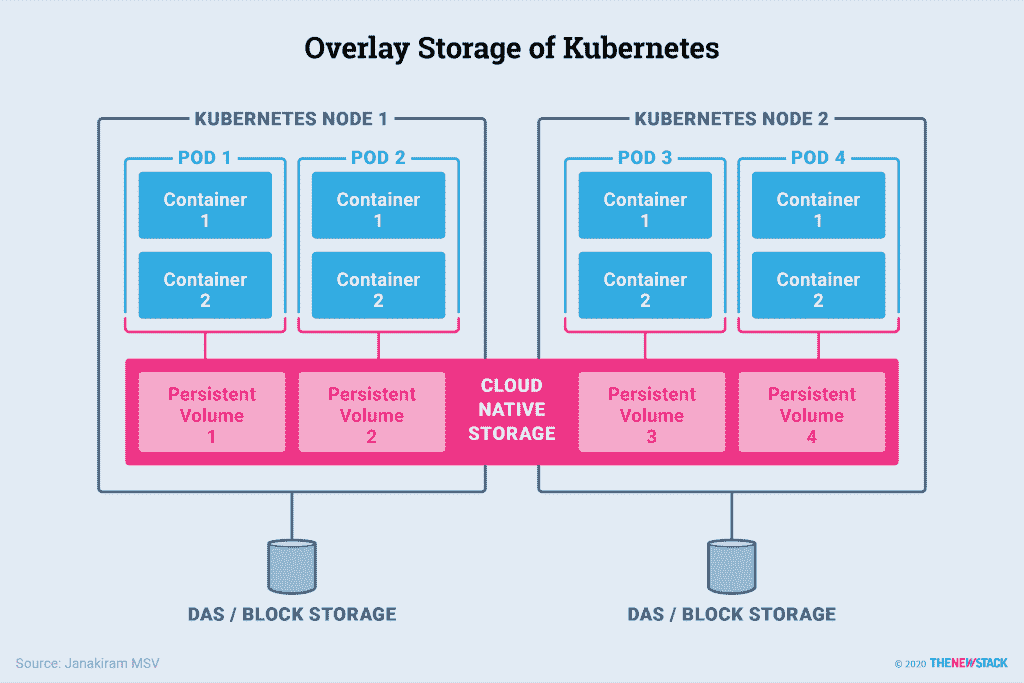 Overlay Storage of Kubernetes
KUBERNETES NODE 1
KUBERNETES NODE 2
POD 1
POD 2
POD 3
POD 4
Container
1
Container
1
Container
1
Container
1
Container
2
Container
2
Container
2
Container
2
Persistent
Volume
1
Persistent
Volume
2
CLOUD
NATIVE
STORAGE
Persistent
Volume
3
Persistent
Volume
4
DAS / BLOCK STORAGE
DAS / BLOCK STORAGE
Source: Janakiram MSV
© 2020 THENEWSTACK